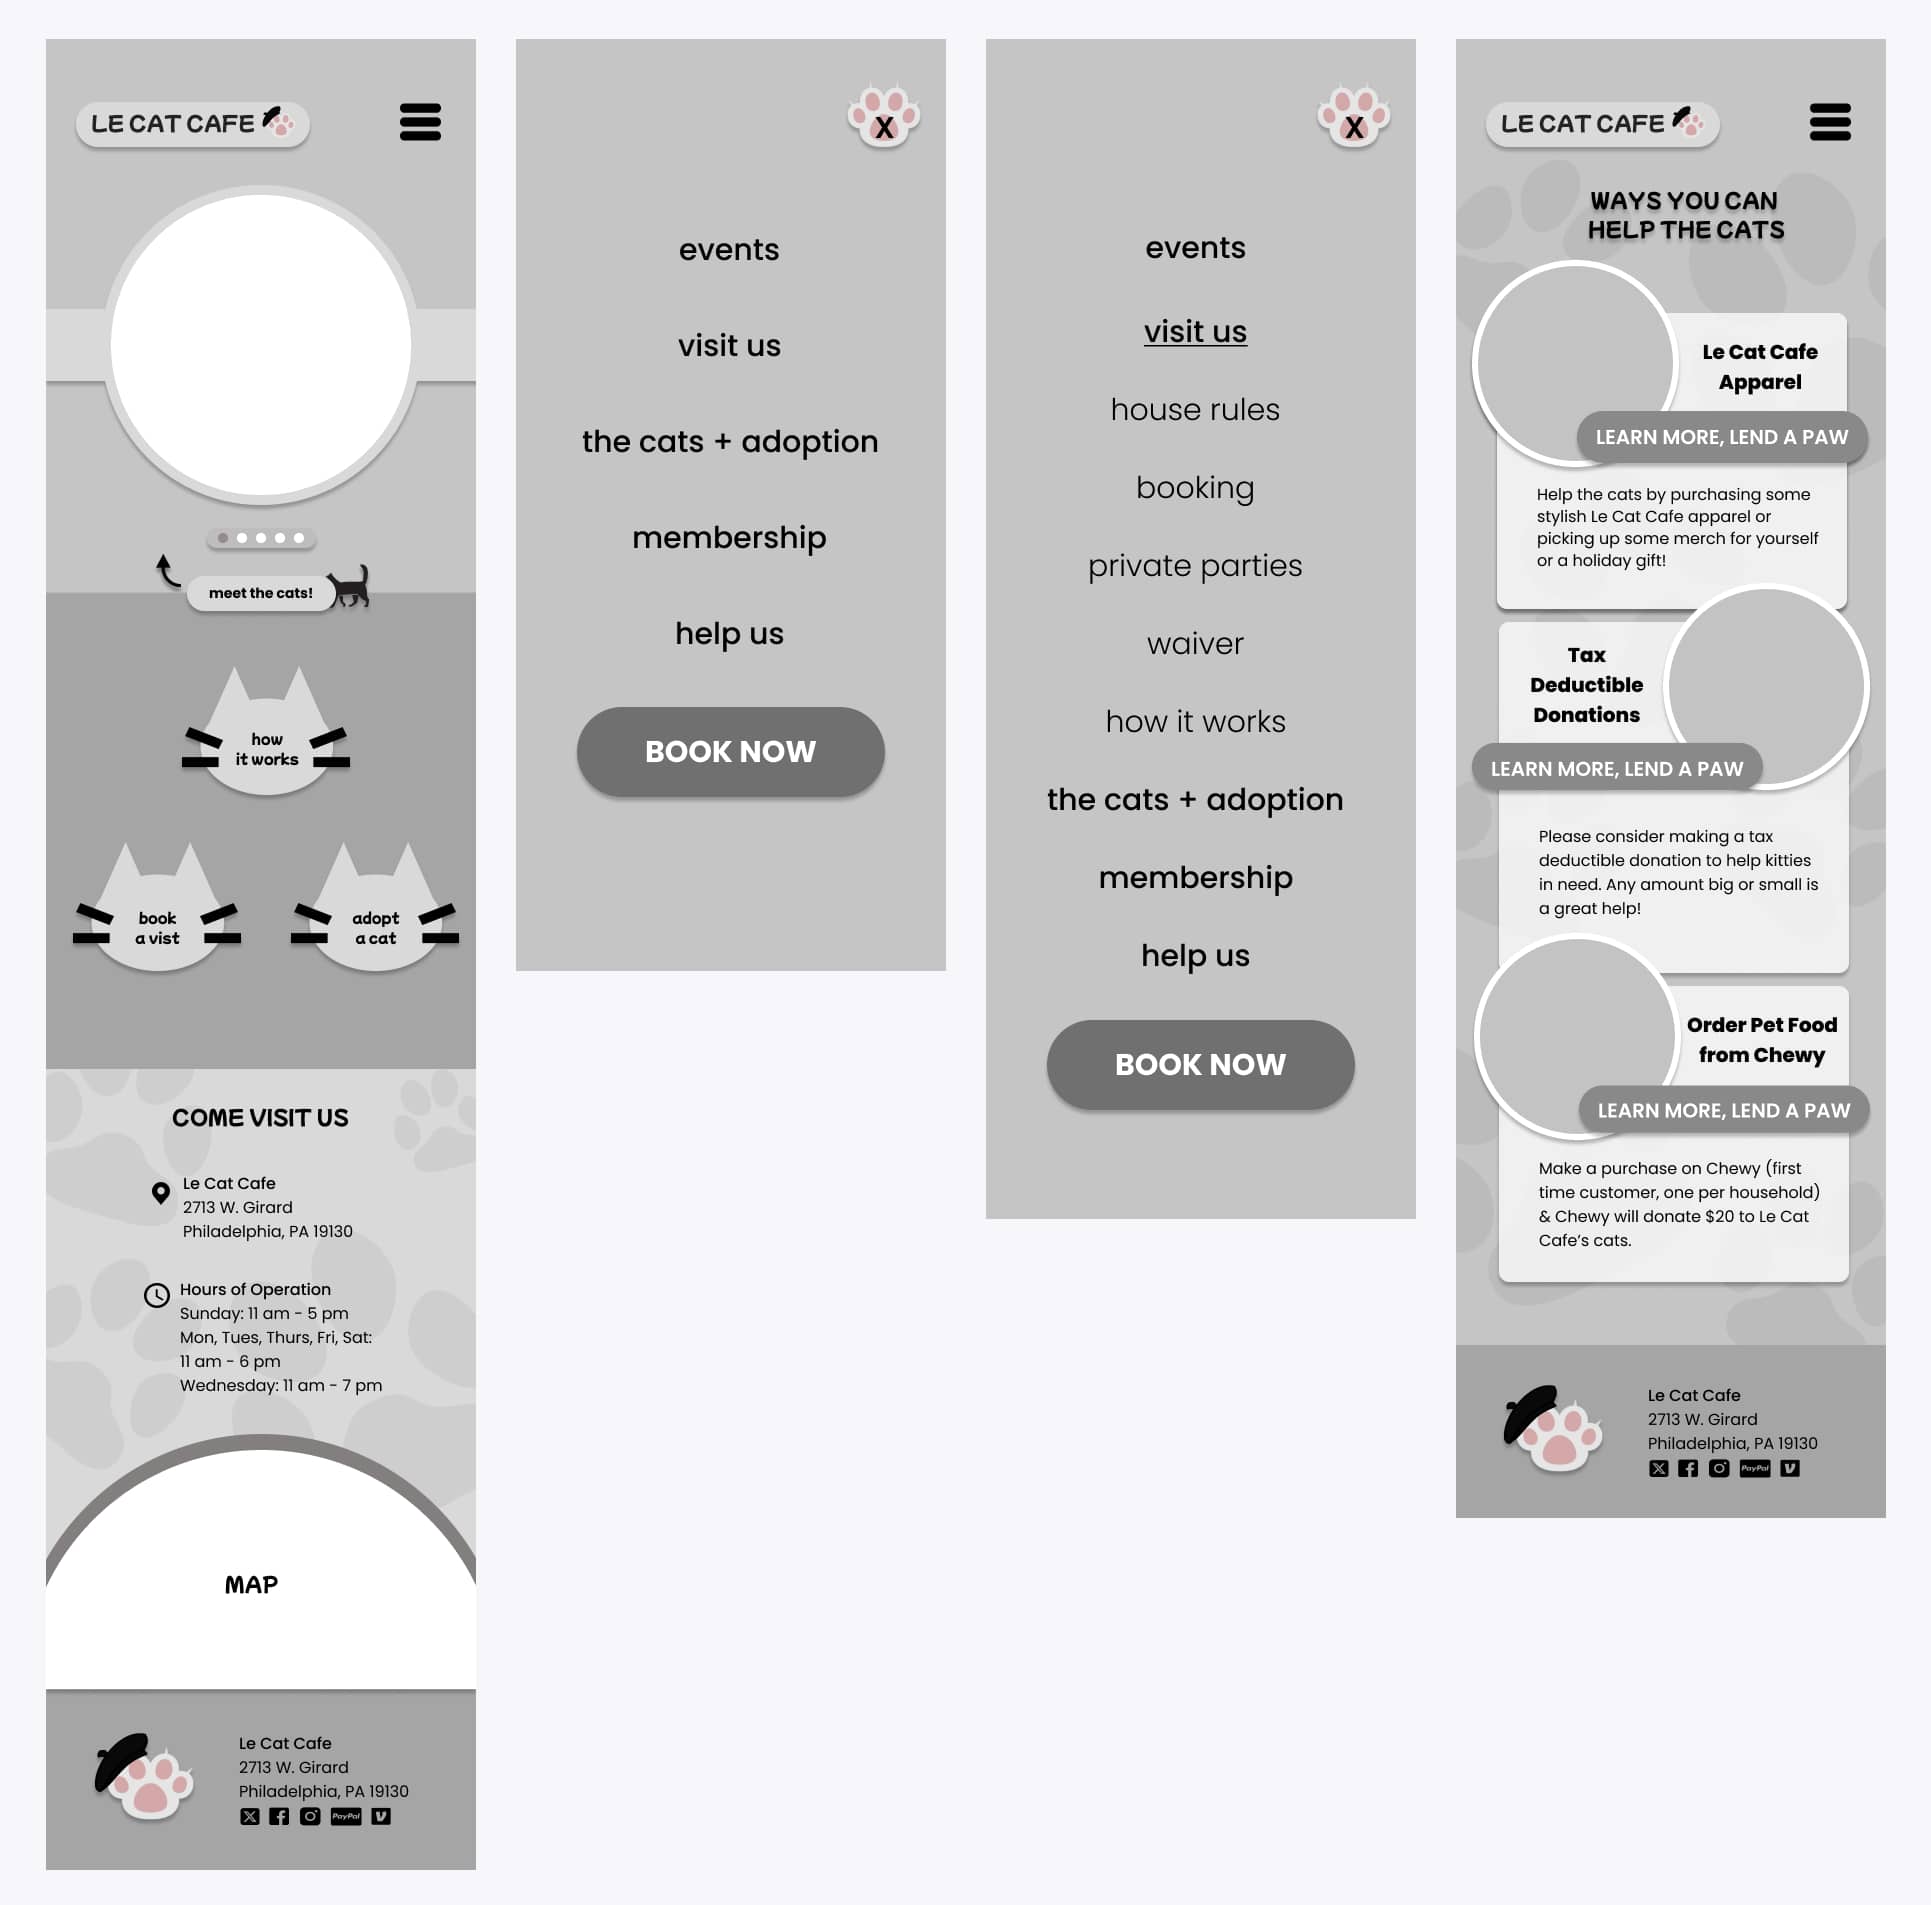 LE CAT CAFE
meet the cats!
how
it works
book
a vist
adopt
a cat
COME VISIT US
Le Cat Cafe
2713 W. Girard
Philadelphia, PA 19130
Hours of Operation
Sunday: 11 am - 5 pm
Mon, Tues, Thurs, Fri, Sat:
11 am - 6 pm
Wednesday: 11 am - 7 pm
MAP
Le Cat Cafe
2713 W. Girard
Philadelphia, PA 19130
PayPal
X
events
visit us
the cats + adoption
membership
help us
BOOK NOW
X
events
visit us
house rules
booking
private parties
waiver
how it works
the cats + adoption
membership
help us
BOOK NOW
LE CAT CAFE
WAYS YOU CAN
HELP THE CATS
Le Cat Cafe
Apparel
LEARN MORE, LEND A PAW
Help the cats by purchasing some
stylish Le Cat Cafe apparel or
picking up some merch for yourself
or a holiday gift!
Tax
Deductible
Donations
LEARN MORE, LEND A PAW
Please consider making a tax
deductible donation to help kitties
in need. Any amount big or small is
a great help!
Order Pet Food
from Chewy
LEARN MORE, LEND A PAW
Make a purchase on Chewy (first
time customer, one per household)
& Chewy will donate $20 to Le Cat
Cafe's cats.
Le Cat Cafe
2713 W. Girard
Philadelphia, PA 19130
PayPal